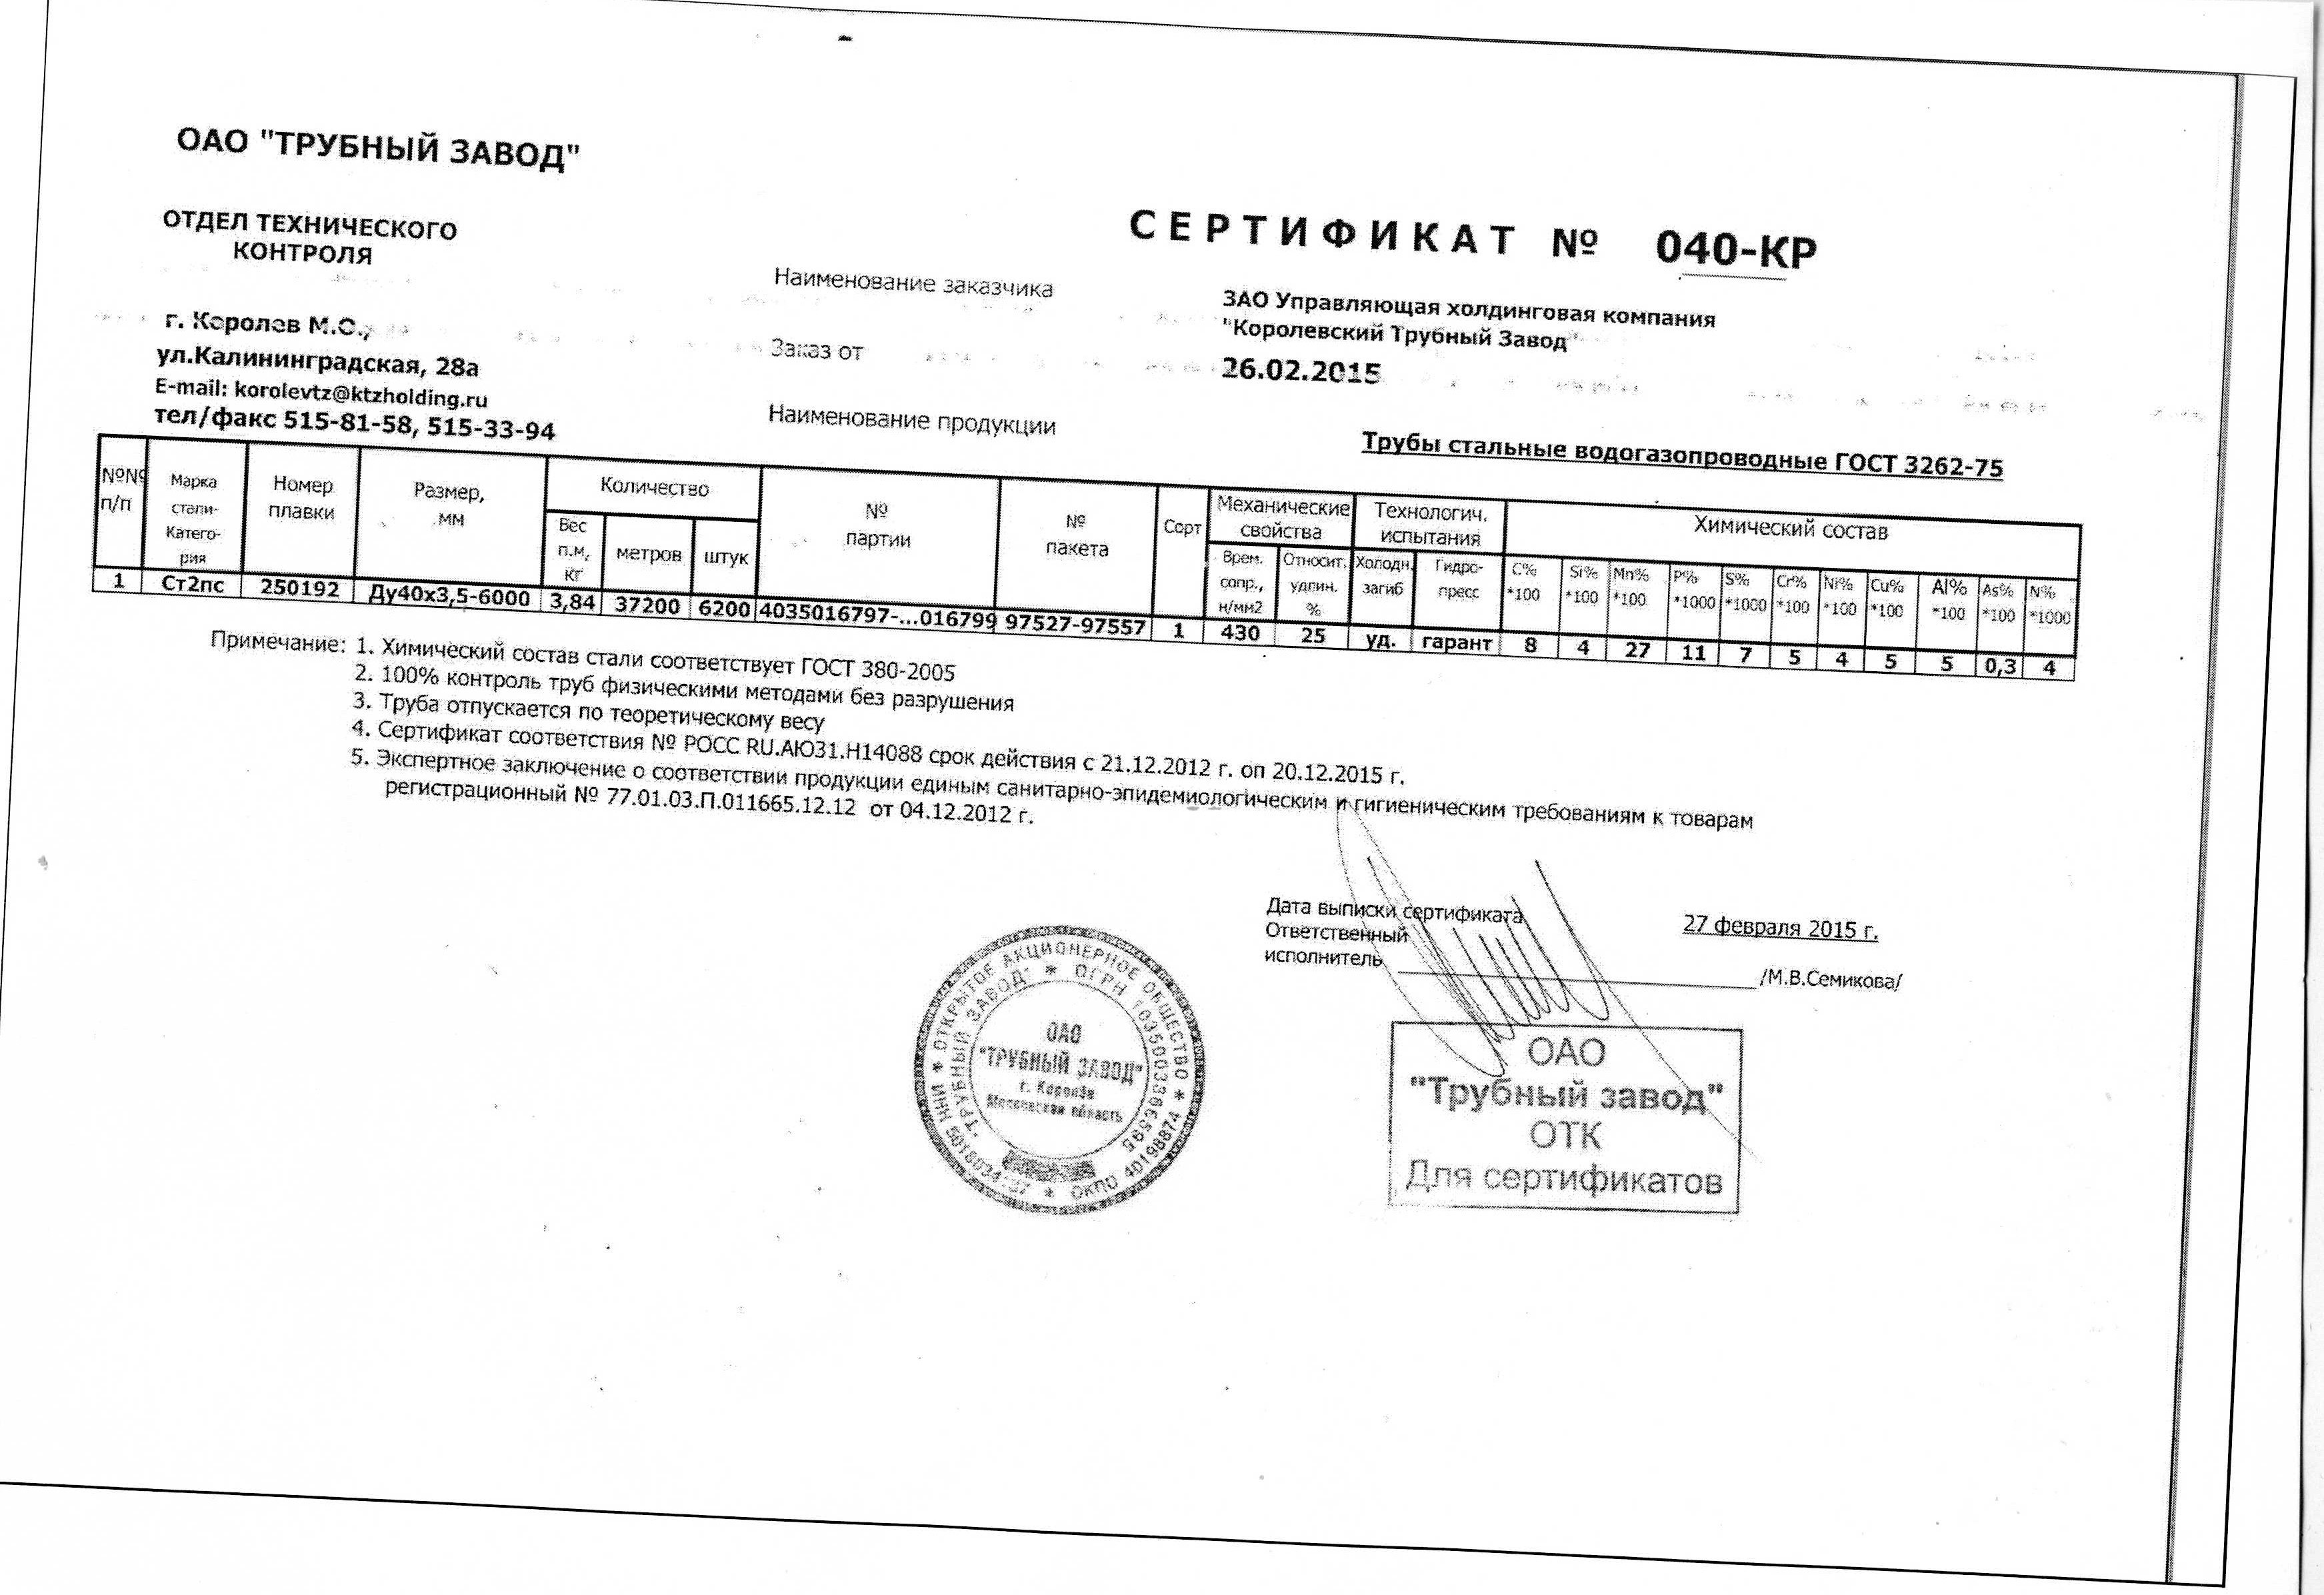 ОАО "ТРУБНЫЙ ЗАВОД"
ОТДЕЛ ТЕХНИЧЕСКОГО
КОНТРОЛЯ
г. Королев М.О.,
ул.Калининградская, 28а
E-mail: korolevtz@ktzholding.ru
тел/факс 515-81-58, 515-33-94
СЕРТИФИКАТ № 040-КР
Наименование заказчика
ЗАО Управляющая холдинговая компания
"Королевский Трубный Завод"
Заказ от 26.02.2015
Наименование продукции
Трубы стальные водогазопроводные ГОСТ 3262-75
№№ п/п
Марка стали-Катего-рия
Номер плавки
Размер, мм
Количество
Вес п.м, кг
метров
штук
№ партии
№ пакета
Сорт
Механические свойства
Врем. сопр., н/мм2
Относит. удлин. %
Технологич. испытания
Холодн. загиб
Гидро-пресс
Химический состав
C% *100
Si% *100
Mn% *100
P% *1000
S% *1000
Cr% *100
Ni% *100
Cu% *100
Al% *100
As% *100
N% *1000
1 Ст2пс 250192 Ду40х3,5-6000 3,84 37200 6200 4035016797-...016799 97527-97557 1 430 25 уд. гарант 8 4 27 11 7 5 4 5 5 0,3 4
Примечание: 1. Химический состав стали соответствует ГОСТ 380-2005
2. 100% контроль труб физическими методами без разрушения
3. Труба отпускается по теоретическому весу
4. Сертификат соответствия № РОСС RU.АЮ31.Н14088 срок действия с 21.12.2012 г. оп 20.12.2015 г.
5. Экспертное заключение о соответствии продукции единым санитарно-эпидемиологическим и гигиеническим требованиям к товарам
регистрационный № 77.01.03.П.011665.12.12 от 04.12.2012 г.
Дата выписки сертификата 27 февраля 2015 г.
Ответственный
исполнитель /М.В.Семикова/
ОТКРЫТОЕ АКЦИОНЕРНОЕ ОБЩЕСТВО * ОКПО 40198874 * ИНН
"ТРУБНЫЙ ЗАВОД" * ОГРН
ОАО
"ТРУБНЫЙ ЗАВОД"
г. Королёв
Московская область
ОАО
"Трубный завод"
ОТК
Для сертификатов